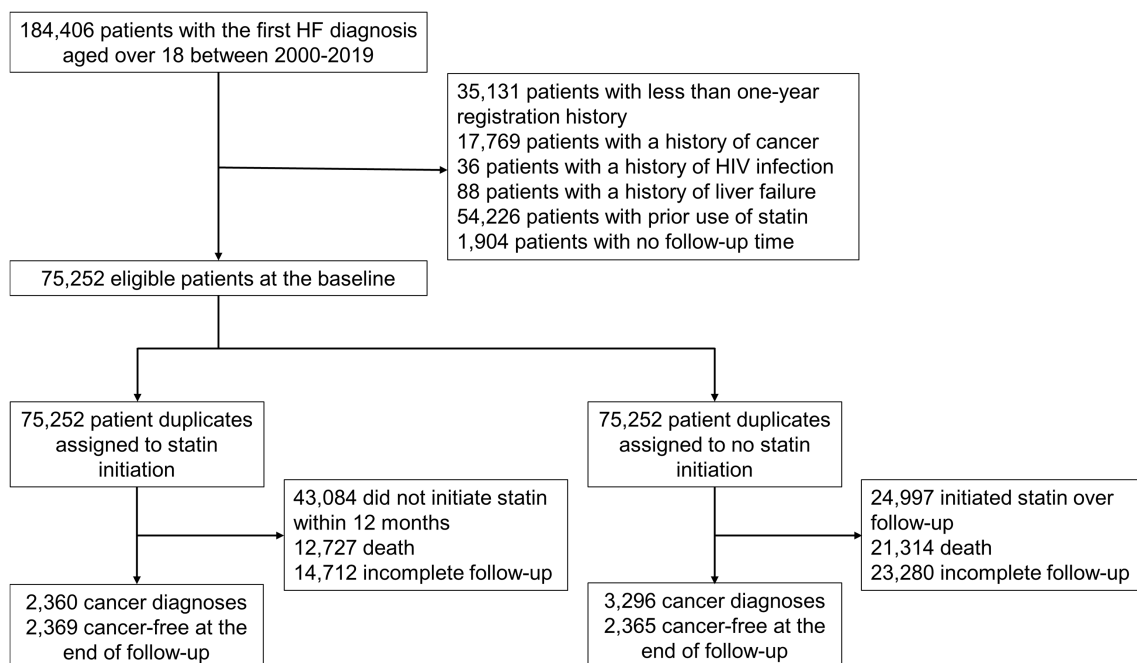 184,406 patients with the first HF diagnosis
aged over 18 between 2000-2019
35,131 patients with less than one-year
registration history
17,769 patients with a history of cancer
36 patients with a history of HIV infection
88 patients with a history of liver failure
54,226 patients with prior use of statin
1,904 patients with no follow-up time
75,252 eligible patients at the baseline
75,252 patient duplicates
assigned to statin
initiation
75,252 patient duplicates
assigned to no statin
initiation
43,084 did not initiate statin
within 12 months
12,727 death
14,712 incomplete follow-up
24,997 initiated statin over
follow-up
21,314 death
23,280 incomplete follow-up
2,360 cancer diagnoses
2,369 cancer-free at the
end of follow-up
3,296 cancer diagnoses
2,365 cancer-free at the
end of follow-up